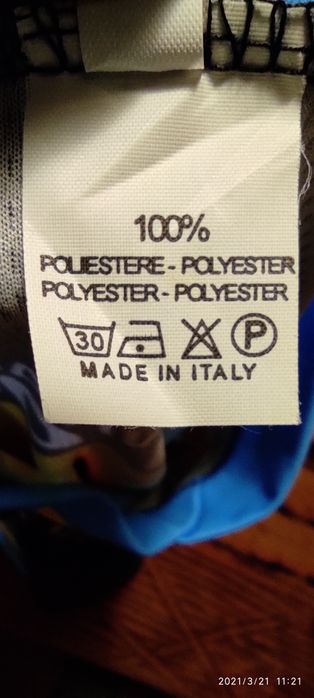 100%
POLIESTERE - POLYESTER
POLYESTER - POLYESTER
30 P
MADE IN ITALY
2021/3/21 11:21